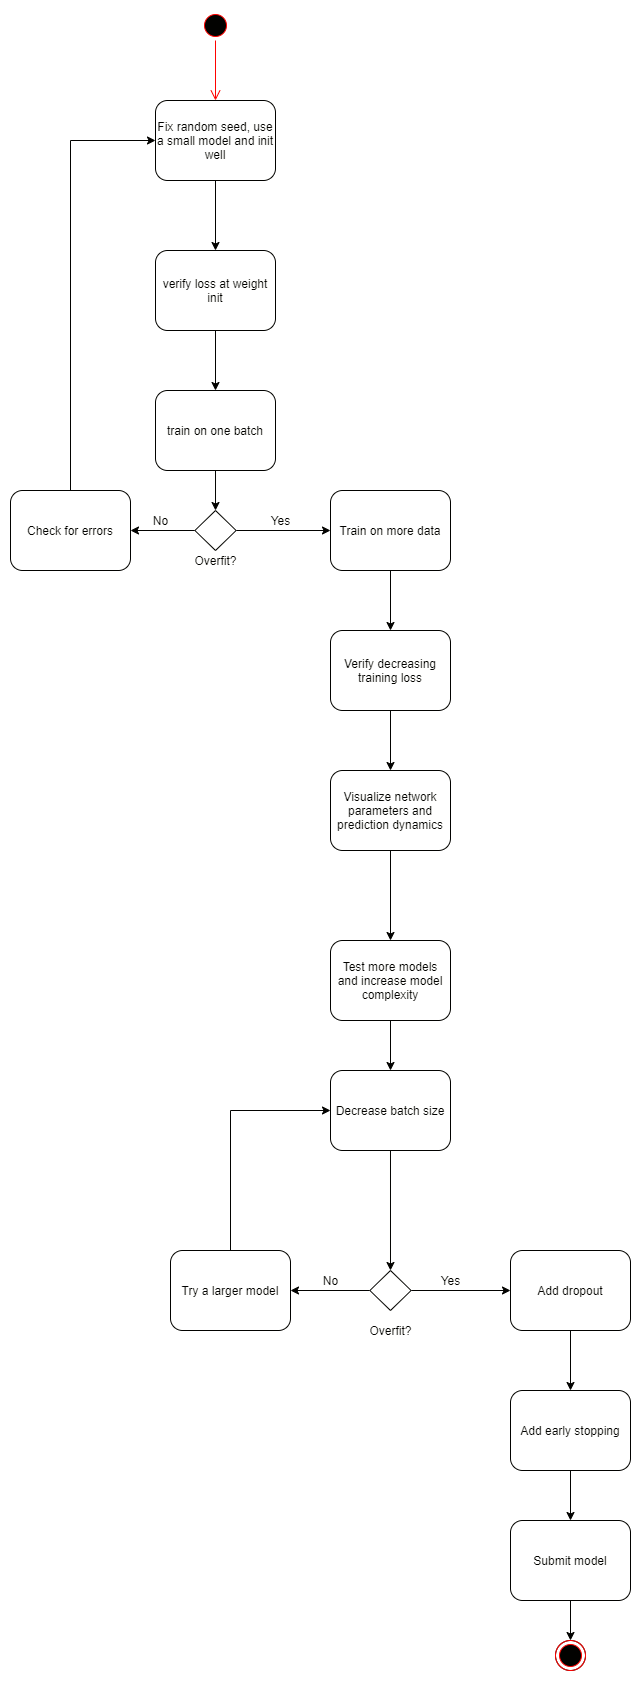 Fix random seed, use
a small model and init
well
verify loss at weight
init
train on one batch
Check for errors
No
Yes
Overfit?
Train on more data
Verify decreasing
training loss
Visualize network
parameters and
prediction dynamics
Test more models
and increase model
complexity
Decrease batch size
Try a larger model
No
Yes
Overfit?
Add dropout
Add early stopping
Submit model